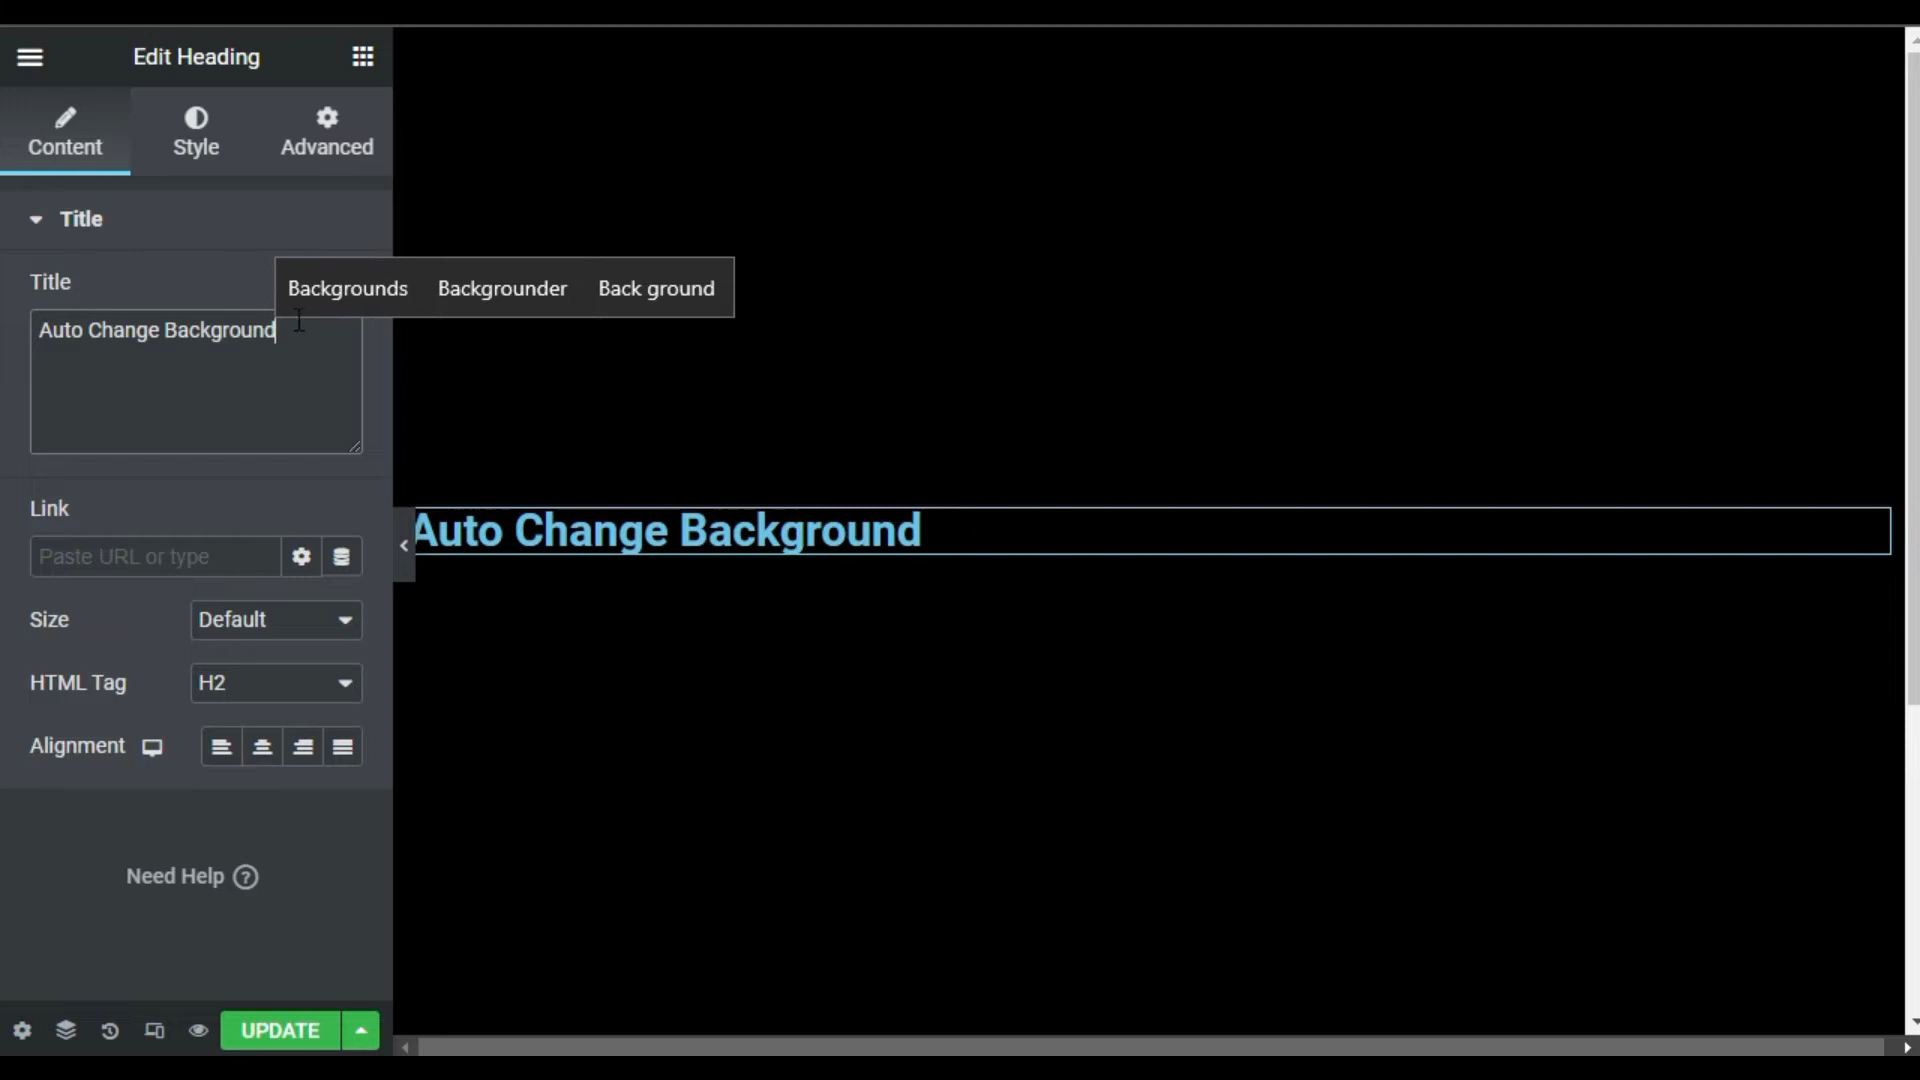 Edit Heading
Content
Style
Advanced
Title
Title
Backgrounds Backgrounder Back ground
Auto Change Background
Link
Paste URL or type
Size
Default
HTML Tag
H2
Alignment
Need Help ?
UPDATE
Auto Change Background